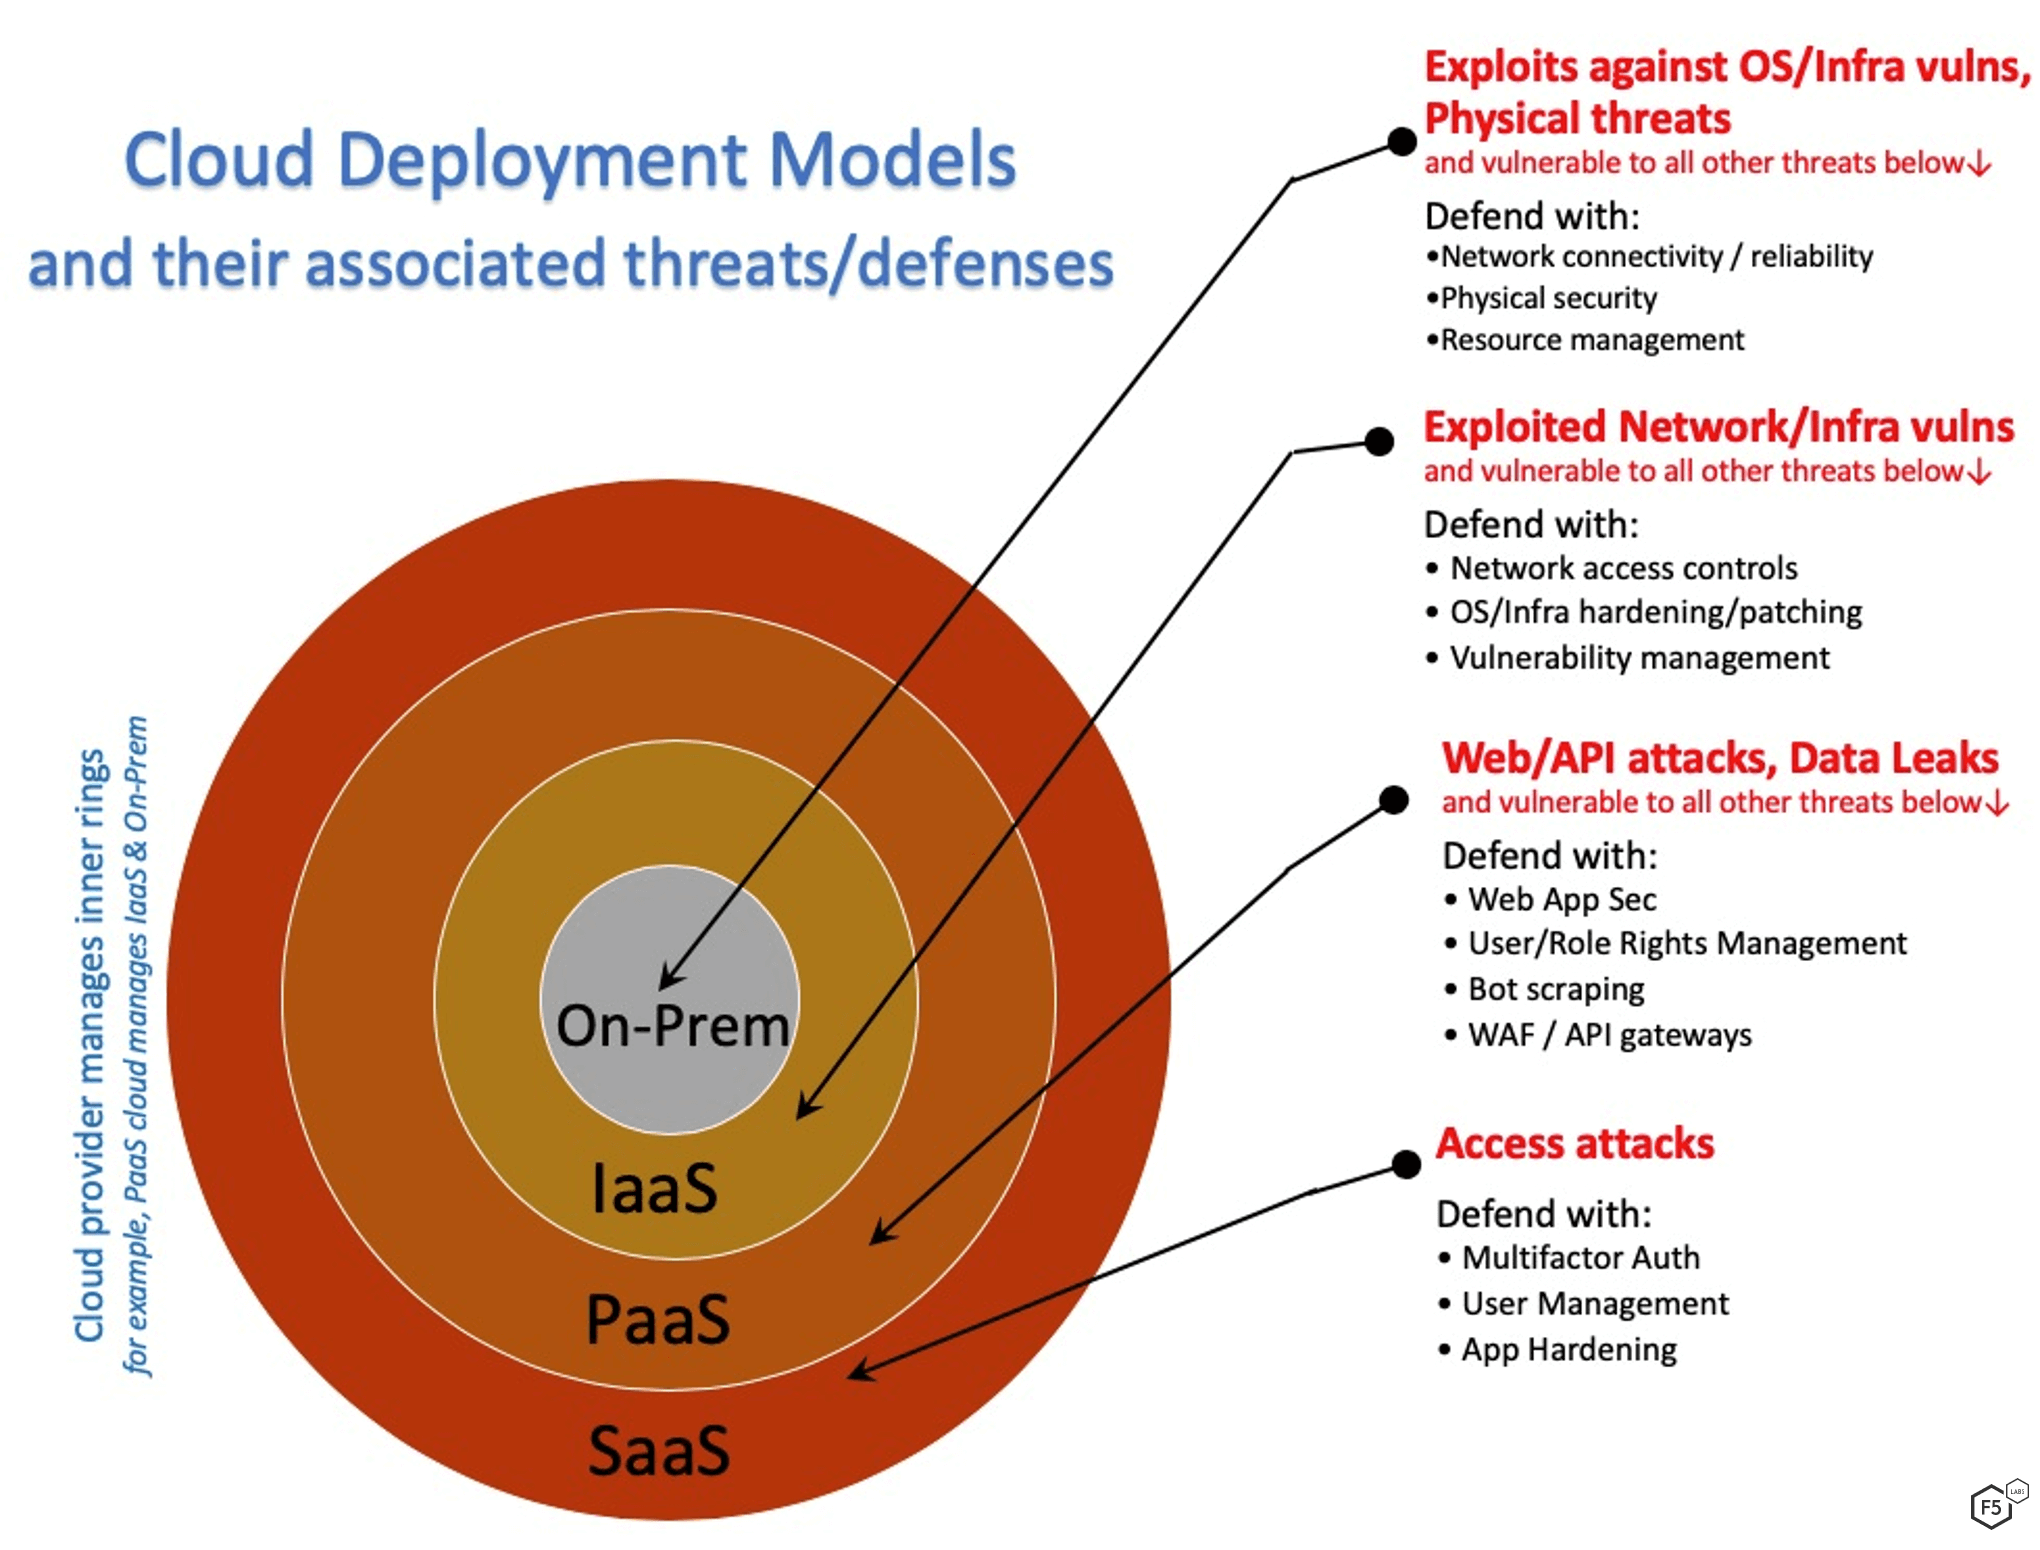 Cloud Deployment Models
and their associated threats/defenses
Exploits against OS/Infra vulns,
Physical threats
and vulnerable to all other threats below↓
Defend with:
•Network connectivity / reliability
•Physical security
•Resource management
Exploited Network/Infra vulns
and vulnerable to all other threats below↓
Defend with:
• Network access controls
• OS/Infra hardening/patching
• Vulnerability management
Web/API attacks, Data Leaks
and vulnerable to all other threats below↓
Defend with:
• Web App Sec
• User/Role Rights Management
• Bot scraping
• WAF / API gateways
Access attacks
Defend with:
• Multifactor Auth
• User Management
• App Hardening
On-Prem
IaaS
PaaS
SaaS
Cloud provider manages inner rings
for example, PaaS cloud manages IaaS & On-Prem
F5
LABS